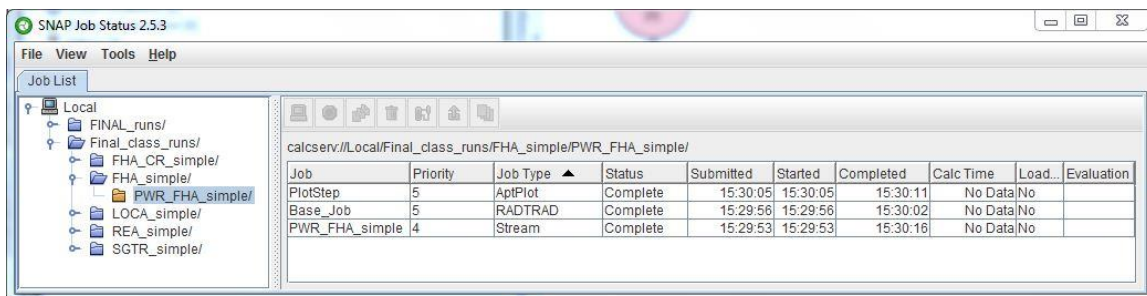 SNAP Job Status 2.5.3
File View Tools Help
Job List
Local
FINAL_runs/
Final_class_runs/
FHA_CR_simple/
FHA_simple/
PWR_FHA_simple/
LOCA_simple/
REA_simple/
SGTR_simple/
calcserv://Local/Final_class_runs/FHA_simple/PWR_FHA_simple/
Job Priority Job Type ▲ Status Submitted Started Completed Calc Time Load... Evaluation
PlotStep 5 AptPlot Complete 15:30:05 15:30:05 15:30:11 No Data No
Base_Job 5 RADTRAD Complete 15:29:56 15:29:56 15:30:02 No Data No
PWR_FHA_simple 4 Stream Complete 15:29:53 15:29:53 15:30:16 No Data No